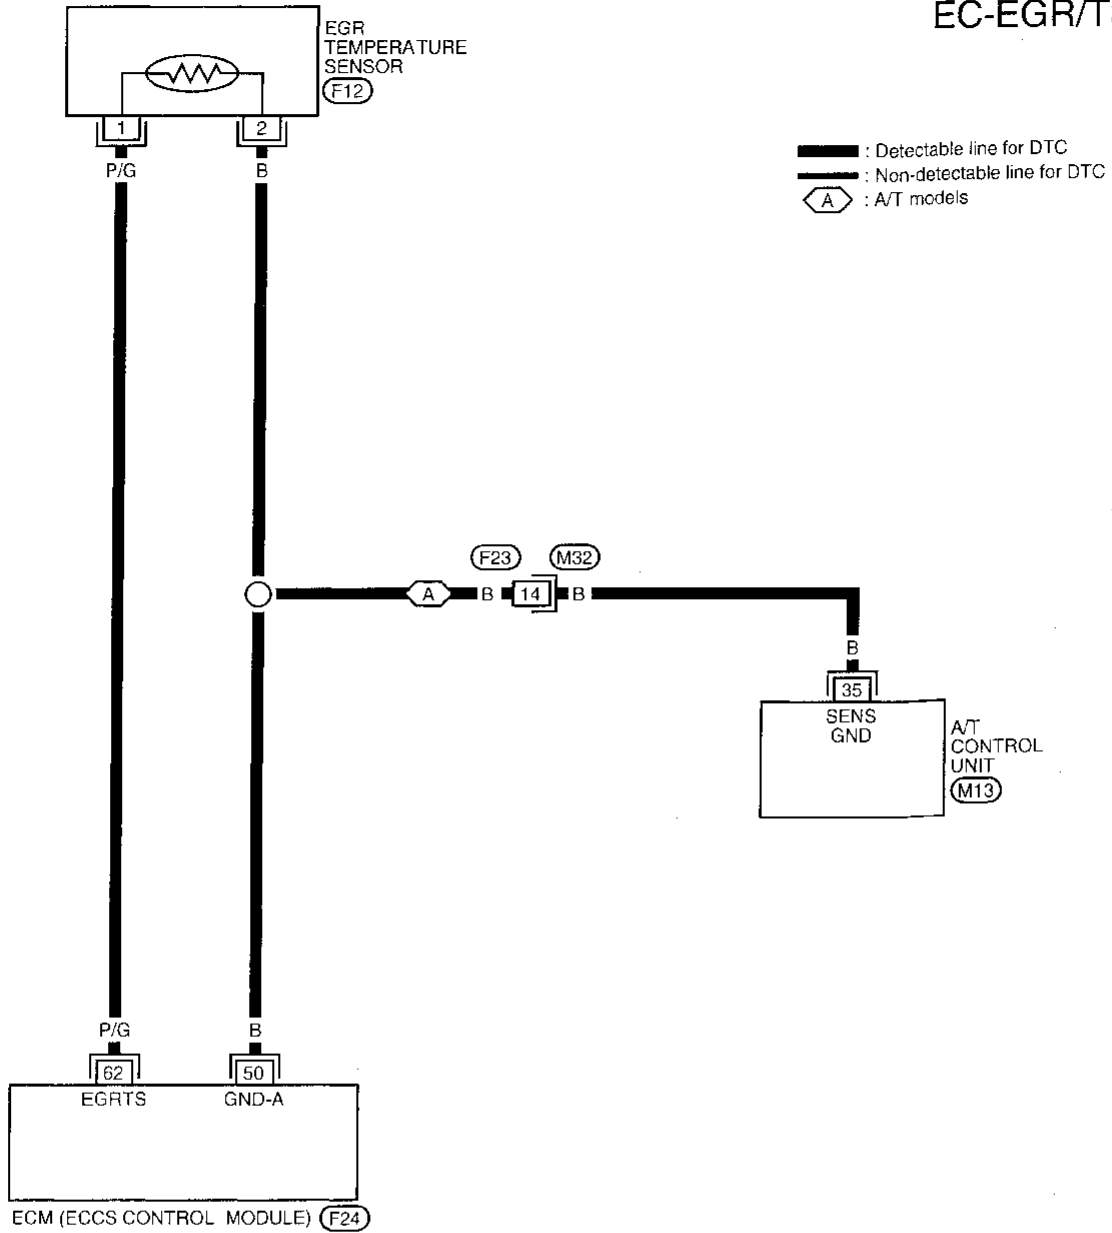 EC-EGR/T
EGR
TEMPERATURE
SENSOR
F12
1
2
P/G
B
: Detectable line for DTC
: Non-detectable line for DTC
A : A/T models
F23
M32
A
B
14
B
B
35
SENS
GND
A/T
CONTROL
UNIT
M13
P/G
B
62
50
EGRTS
GND-A
ECM (ECCS CONTROL MODULE) F24